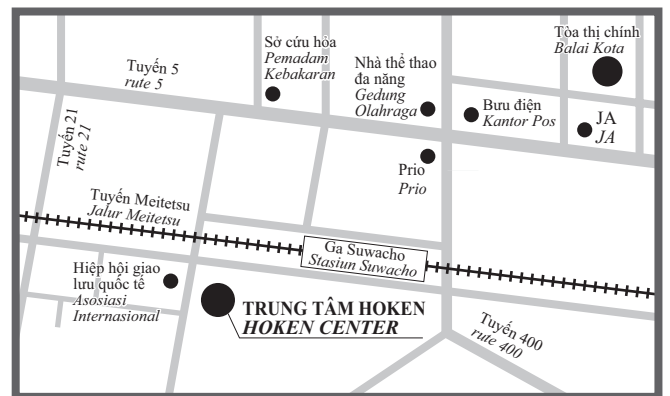 Tòa thị chính
Balai Kota
Sở cứu hỏa
Pemadam
Kebakaran
Nhà thể thao
đa năng
Gedung
Olahraga
Tuyến 5
rute 5
Bưu điện
Kantor Pos
JA
JA
Tuyến 21
rute 21
Prio
Prio
Tuyến Meitetsu
Jalur Meitetsu
Ga Suwacho
Stasiun Suwacho
Hiệp hội giao
lưu quốc tế
Asosiasi
Internasional
TRUNG TÂM HOKEN
HOKEN CENTER
Tuyến 400
rute 400